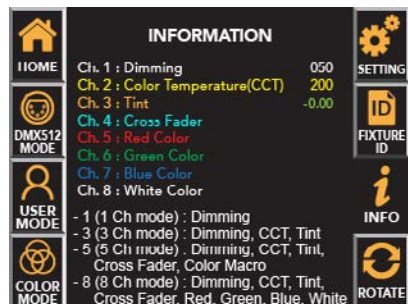 INFORMATION
HOME
SETTING
Ch. 1 : Dimming 050
Ch. 2 : Color Temperature(CCT) 200
Ch. 3 : Tint -0.00
Ch. 4 : Cross Fader
Ch. 5 : Red Color
Ch. 6 : Green Color
Ch. 7 : Blue Color
Ch. 8 : White Color
DMX512
MODE
ID
FIXTURE
ID
USER
MODE
i
INFO
- 1 (1 Ch mode) : Dimming
- 3 (3 Ch mode) : Dimming, CCT, Tint
- 5 (5 Ch mode) : Dimming, CCT, Tint,
Cross Fader, Color Macro
- 8 (8 Ch mode) : Dimming, CCT, Tint,
Cross Fader, Red, Green, Blue, White
COLOR
MODE
ROTATE